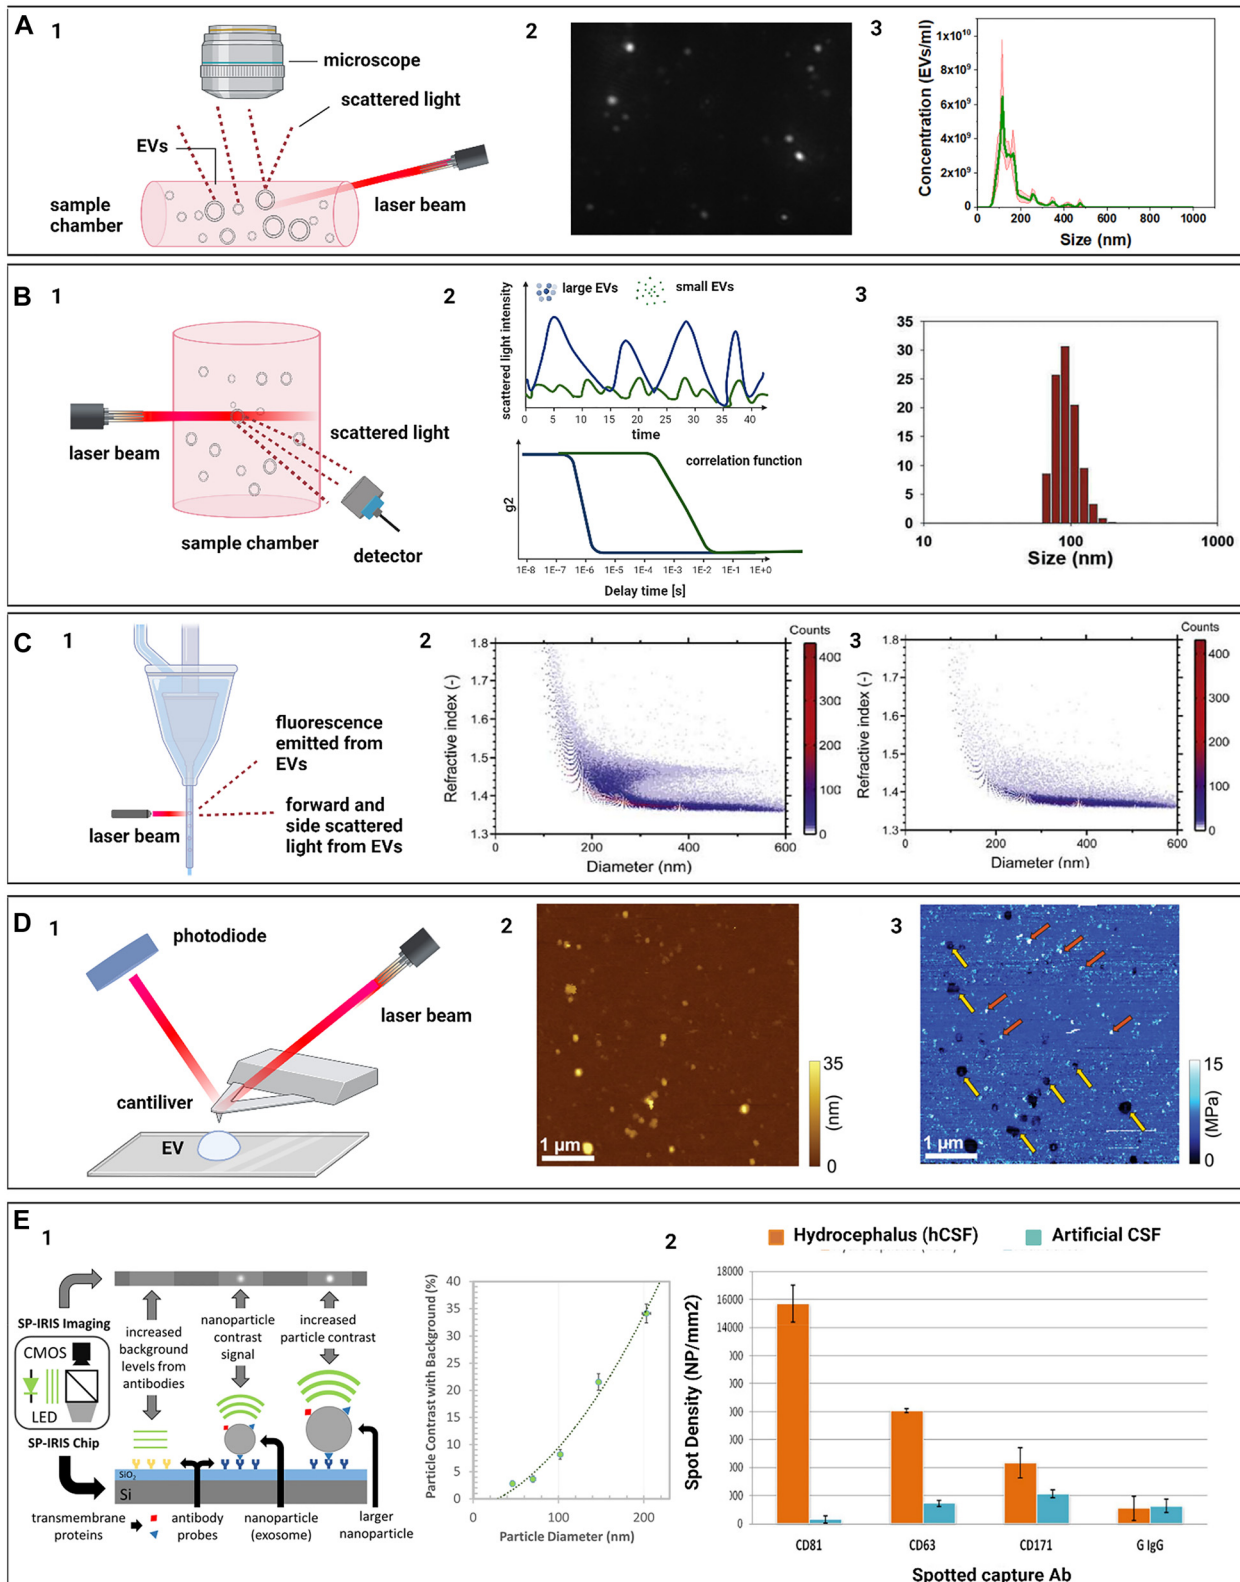 A
1
microscope
scattered light
EVs
sample
chamber
laser beam
2
3
Concentration (EVs/ml)
1x10¹⁰
8x10⁹
6x10⁹
4x10⁹
2x10⁹
0
0 200 400 600 800 1000
Size (nm)
B
1
laser beam
scattered light
sample chamber
detector
2
large EVs
small EVs
scattered light intensity
0 5 10 15 20 25 30 35 40
time
correlation function
g2
1E-8 1E-7 1E-6 1E-5 1E-4 1E-3 1E-2 1E-1 1E+0
Delay time [s]
3
35
30
25
20
15
10
5
0
10 100 1000
Size (nm)
C
1
fluorescence
emitted from
EVs
laser beam
forward and
side scattered
light from EVs
2
Refractive index (-)
1.8
1.7
1.6
1.5
1.4
1.3
0 200 400 600
Diameter (nm)
Counts
400
300
200
100
0
3
Refractive index (-)
1.8
1.7
1.6
1.5
1.4
1.3
0 200 400 600
Diameter (nm)
Counts
400
300
200
100
0
D
1
photodiode
laser beam
cantiliver
EV
2
1 µm
35
(nm)
0
3
1 µm
15
(MPa)
0
E
1
SP-IRIS Imaging
CMOS
LED
SP-IRIS Chip
increased
background
levels from
antibodies
nanoparticle
contrast
signal
increased
particle contrast
SiO₂
Si
transmembrane
proteins
antibody
probes
nanoparticle
(exosome)
larger
nanoparticle
Particle Contrast with Background (%)
40
35
30
25
20
15
10
5
0
0 100 200
Particle Diameter (nm)
2
Hydrocephalus (hCSF)
Artificial CSF
Spot Density (NP/mm2)
18000
16000
14000
000
000
000
000
000
000
0
CD81 CD63 CD171 G IgG
Spotted capture Ab